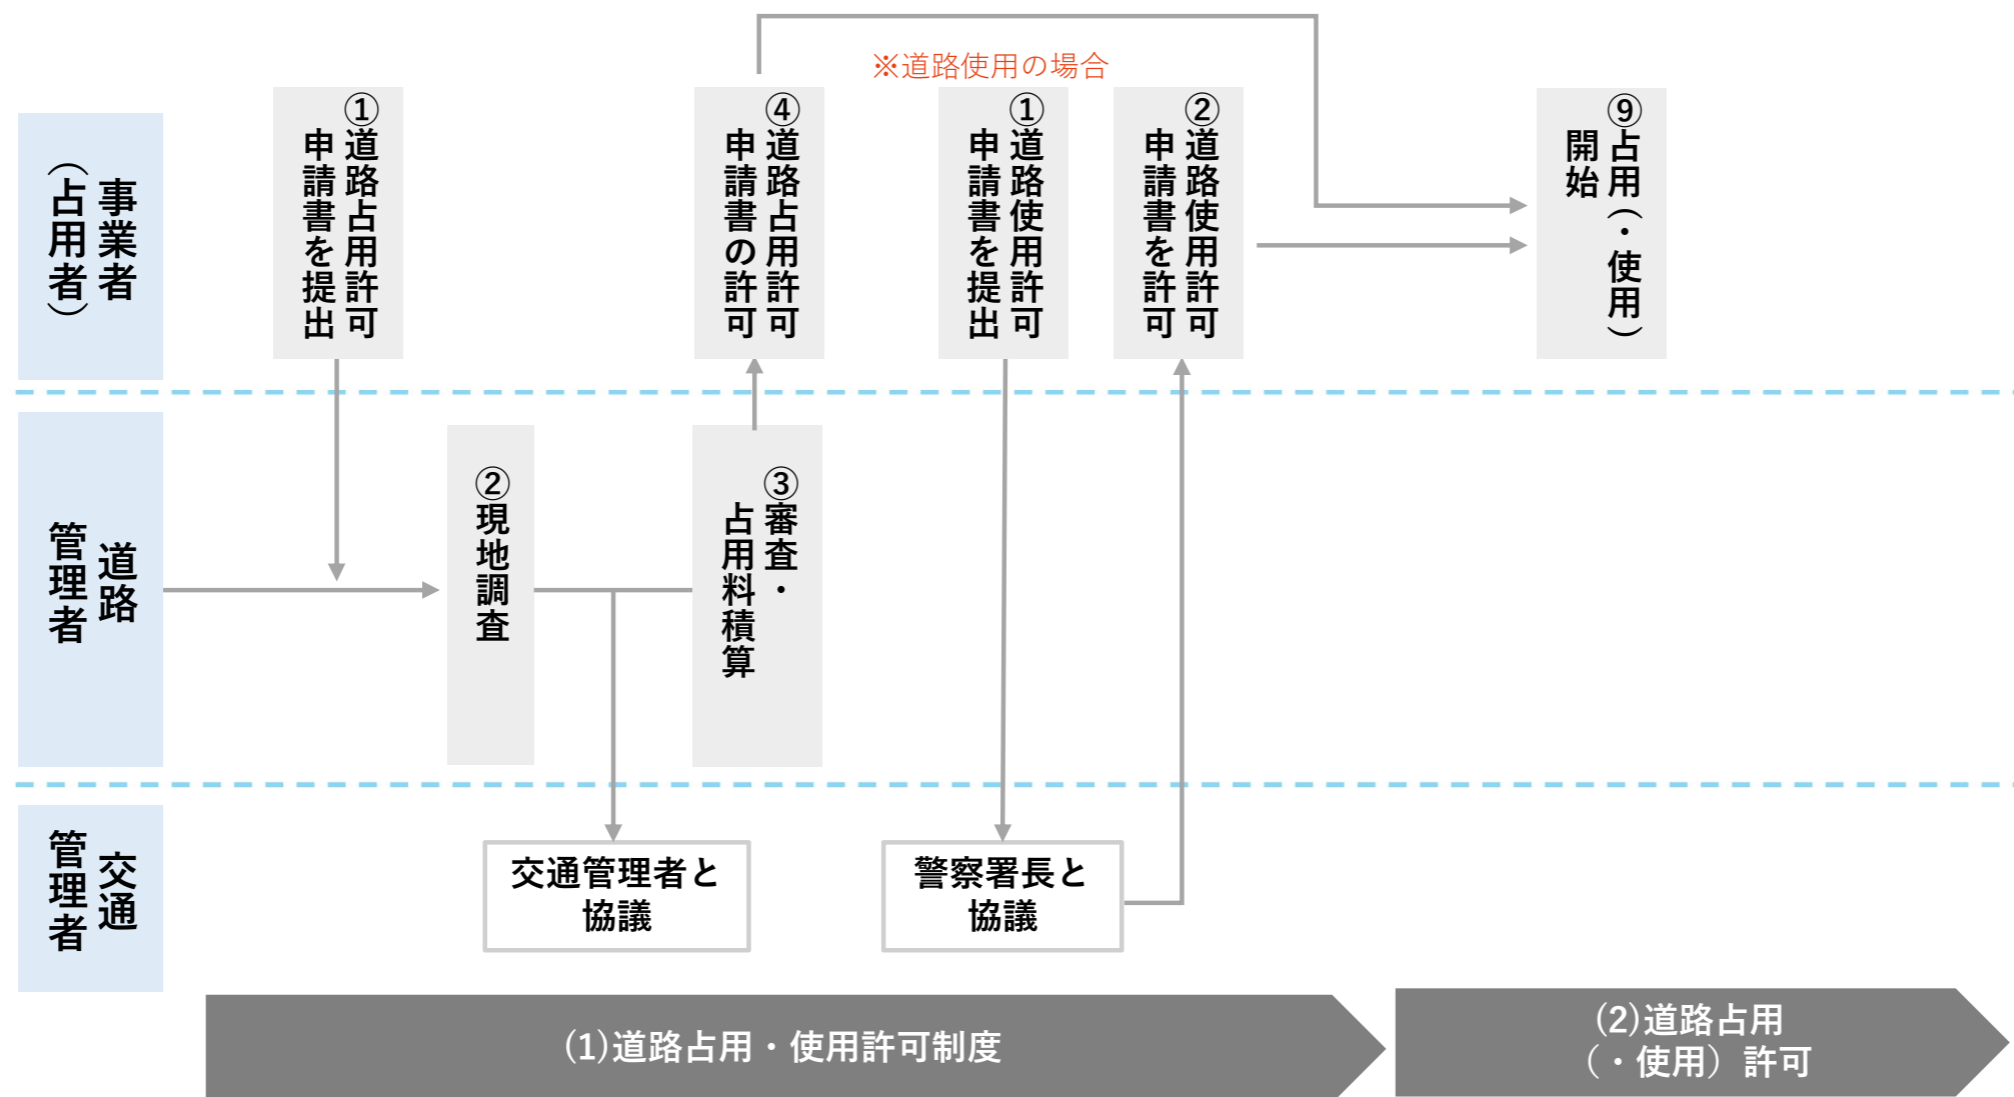 ※道路使用の場合
事業者
（占用者）
①道路占用許可
申請書を提出
④道路占用許可
申請書の許可
①道路使用許可
申請書を提出
②道路使用許可
申請書を許可
⑨占用（・使用）
開始
道路
管理者
②現地調査
③審査・
占用料積算
交通
管理者
交通管理者と
協議
警察署長と
協議
(1)道路占用・使用許可制度
(2)道路占用
（・使用）許可